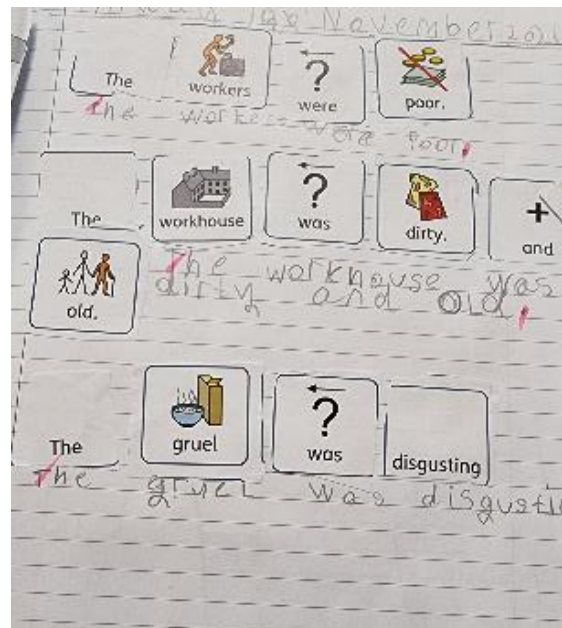 November 20
The workers were poor.
The workers were poor.
The workhouse was dirty. and
The workhouse was
old. dirty and old.
The gruel was disgusting
The gruel was disgusti